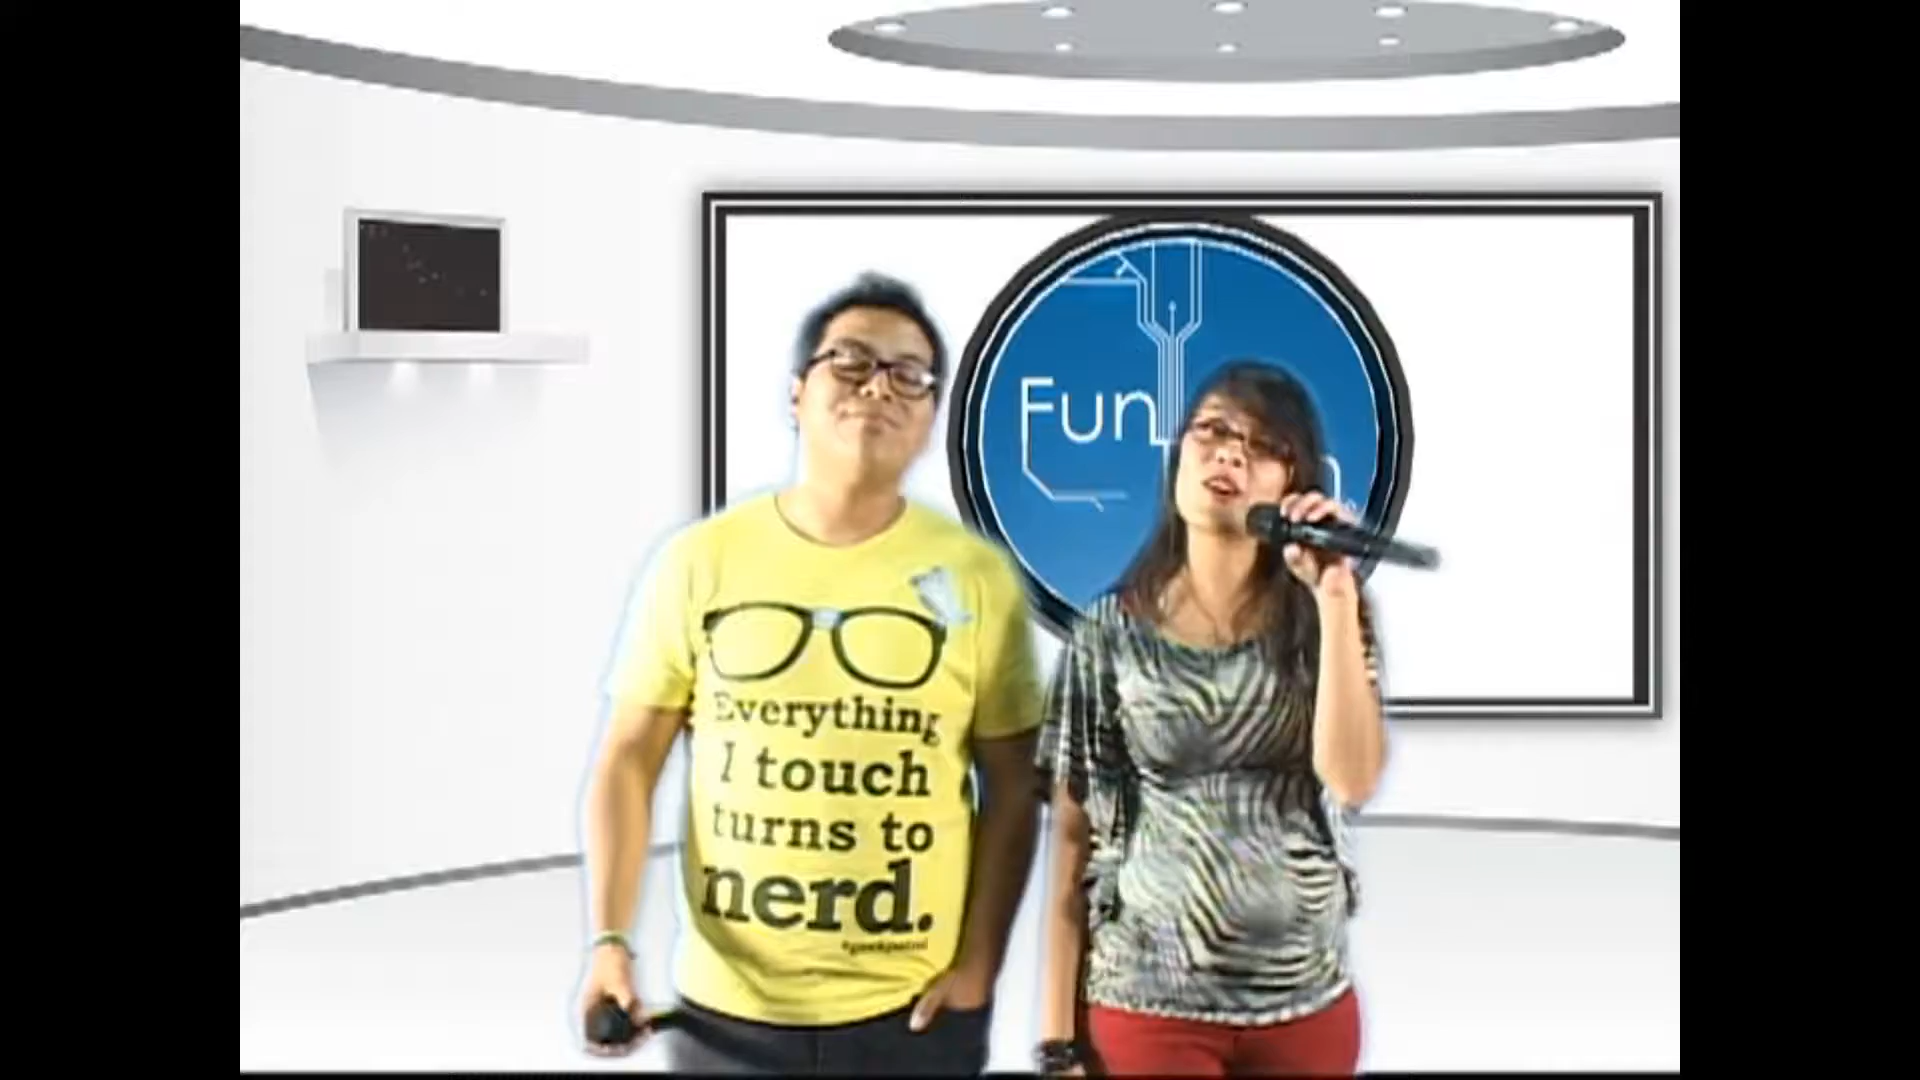 Fun
Everything
I touch
turns to
nerd.